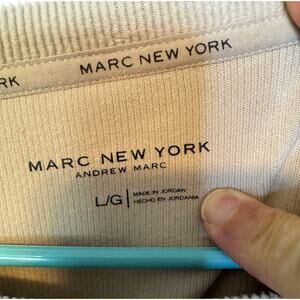 RK
MARC NEW YORK
MARC NEW YORK
ANDREW MARC
L/G
MADE IN JORDAN
HECHO EN JORDANIA